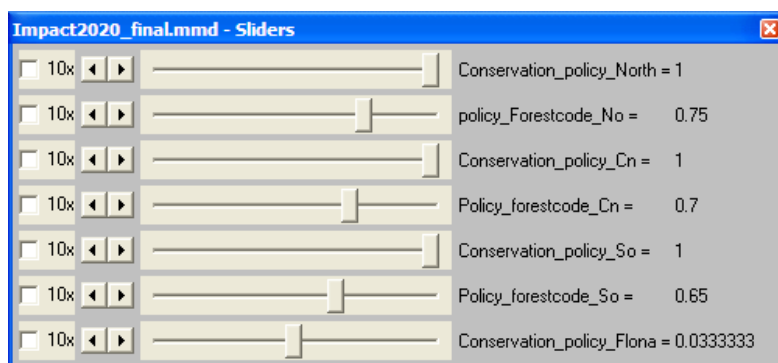 Impact2020_final.mmd - Sliders
10x Conservation_policy_North = 1
10x policy_Forestcode_No = 0.75
10x Conservation_policy_Cn = 1
10x Policy_forestcode_Cn = 0.7
10x Conservation_policy_So = 1
10x Policy_forestcode_So = 0.65
10x Conservation_policy_Flona = 0.0333333